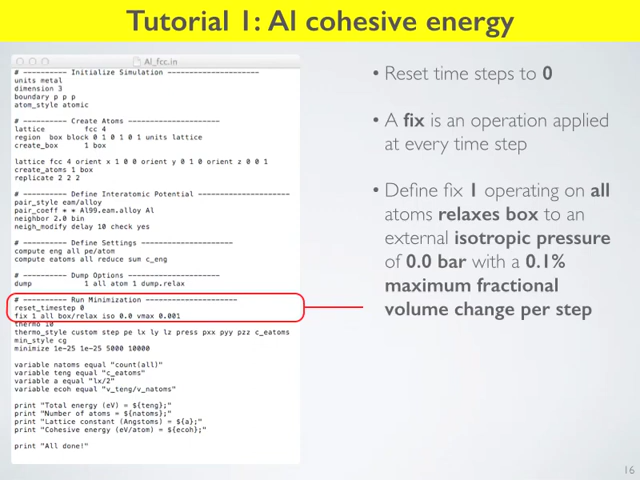 Tutorial 1: Al cohesive energy
Al_fcc.in
# ---------- Initialize Simulation ---------------------
units metal
dimension 3
boundary p p p
atom_style atomic
# ---------- Create Atoms ---------------------
lattice fcc 4
region box block 0 1 0 1 0 1 units lattice
create_box 1 box
lattice fcc 4 orient x 1 0 0 orient y 0 1 0 orient z 0 0 1
create_atoms 1 box
replicate 2 2 2
# ---------- Define Interatomic Potential ---------------------
pair_style eam/alloy
pair_coeff * * Al99.eam.alloy Al
neighbor 2.0 bin
neigh_modify delay 10 check yes
# ---------- Define Settings ---------------------
compute eng all pe/atom
compute eatoms all reduce sum c_eng
# ---------- Dump Options ---------------------
dump 1 all atom 1 dump.relax
# ---------- Run Minimization ---------------------
reset_timestep 0
fix 1 all box/relax iso 0.0 vmax 0.001
thermo 10
thermo_style custom step pe lx ly lz press pxx pyy pzz c_eatoms
min_style cg
minimize 1e-25 1e-25 5000 10000
variable natoms equal "count(all)"
variable teng equal "c_eatoms"
variable a equal "lx/2"
variable ecoh equal "v_teng/v_natoms"
print "Total energy (eV) = ${teng};"
print "Number of atoms = ${natoms};"
print "Lattice constant (Angstoms) = ${a};"
print "Cohesive energy (eV/atom) = ${ecoh};"
print "All done!"
• Reset time steps to 0
• A fix is an operation applied
at every time step
• Define fix 1 operating on all
atoms relaxes box to an
external isotropic pressure
of 0.0 bar with a 0.1%
maximum fractional
volume change per step
16